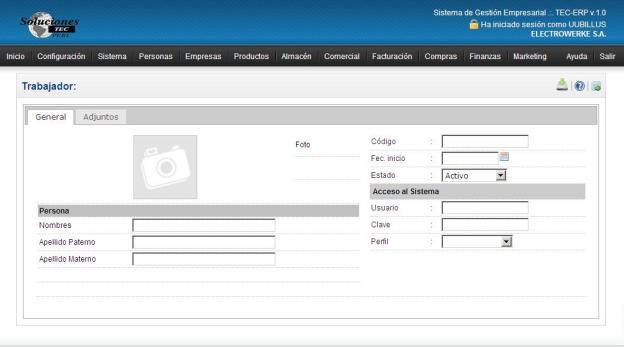 Soluciones
TEC
PERU
Sistema de Gestión Empresarial .:. TEC-ERP v.1.0
Ha iniciado sesión como UUBILLUS
ELECTROWERKE S.A.
Inicio Configuración Sistema Personas Empresas Productos Almacén Comercial Facturación Compras Finanzas Marketing Ayuda Salir
Trabajador:
General Adjuntos
Foto
Código :
Fec. inicio :
Estado : Activo
Acceso al Sistema
Usuario :
Clave :
Perfil :
Persona
Nombres
Apellido Paterno
Apellido Materno